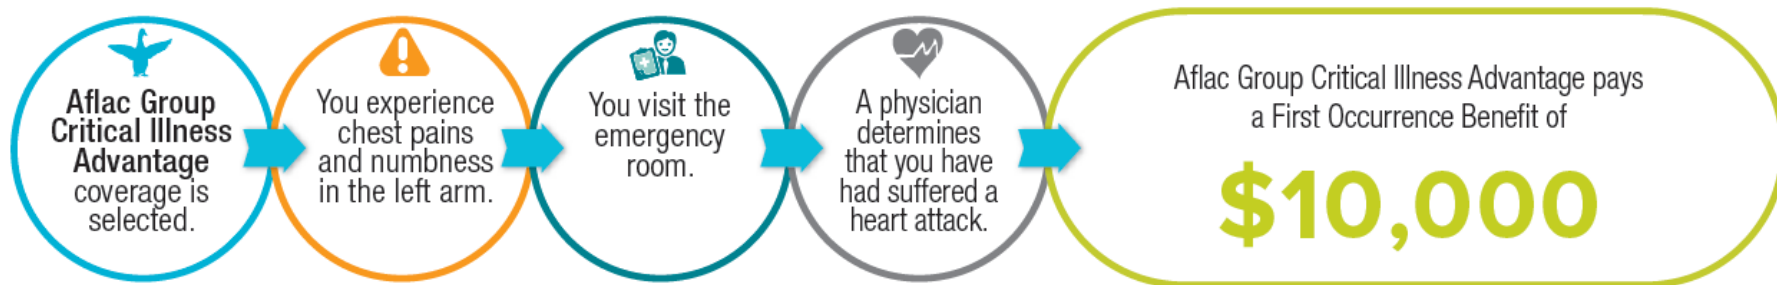 Aflac Group
Critical Illness
Advantage
coverage is
selected.
You experience
chest pains
and numbness
in the left arm.
You visit the
emergency
room.
A physician
determines
that you have
had suffered a
heart attack.
Aflac Group Critical Illness Advantage pays
a First Occurrence Benefit of
$10,000